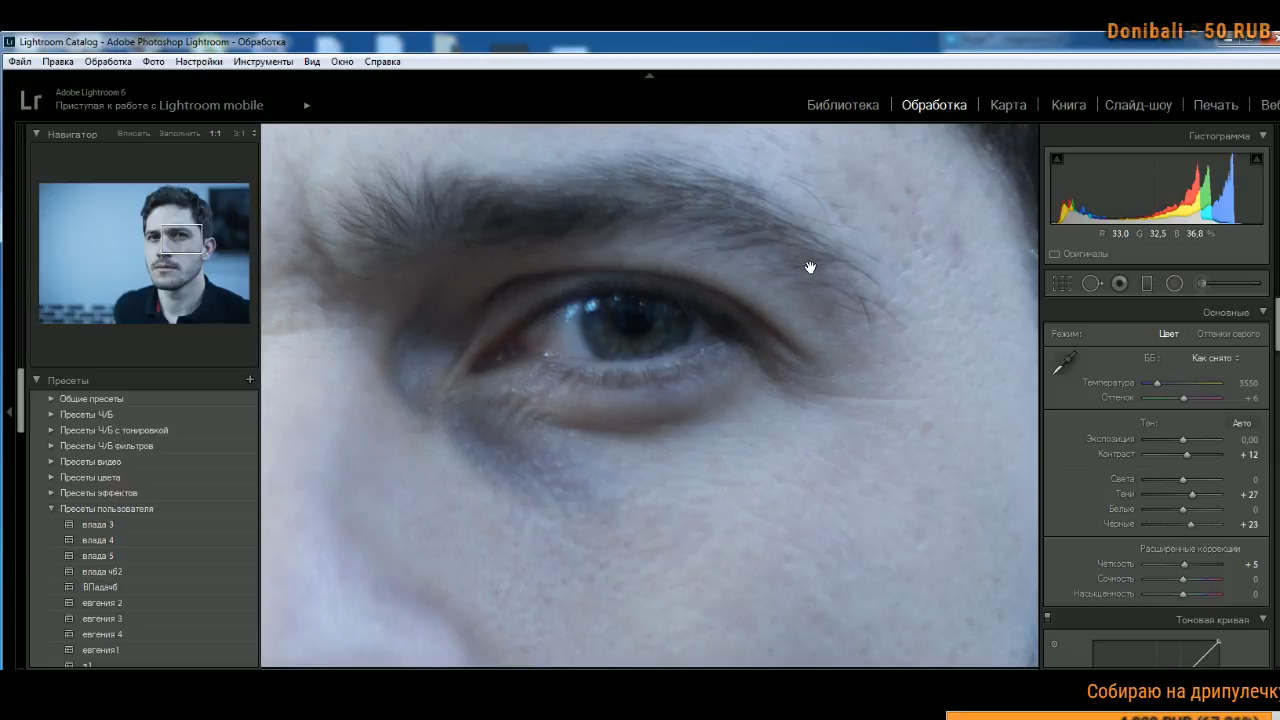 Donibali - 50 RUB
Lightroom Catalog - Adobe Photoshop Lightroom - Обработка
Файл Правка Обработка Фото Настройки Инструменты Вид Окно Справка
Lr
Adobe Lightroom 6
Приступая к работе с Lightroom mobile
Библиотека Обработка Карта Книга Слайд-шоу Печать Ве
Навигатор Вписать Заполнить 1:1 3:1
Гистограмма
R 33,0 G 32,5 B 36,8 %
Оригиналы
Основные
Режим: Цвет Оттенки серого
ББ: Как снято
Температура 3550
Оттенок + 6
Тон: Авто
Экспозиция 0,00
Контраст + 12
Света 0
Тени + 27
Белые 0
Чёрные + 23
Расширенные коррекции
Чёткость + 5
Сочность 0
Насыщенность 0
Тоновая кривая
Пресеты +
Общие пресеты
Пресеты Ч/Б
Пресеты Ч/Б с тонировкой
Пресеты Ч/Б фильтров
Пресеты видео
Пресеты цвета
Пресеты эффектов
Пресеты пользователя
влада 3
влада 4
влада 5
влада чб2
ВПадачб
евгения 2
евгения 3
евгения 4
евгения1
Собираю на дрипулечк